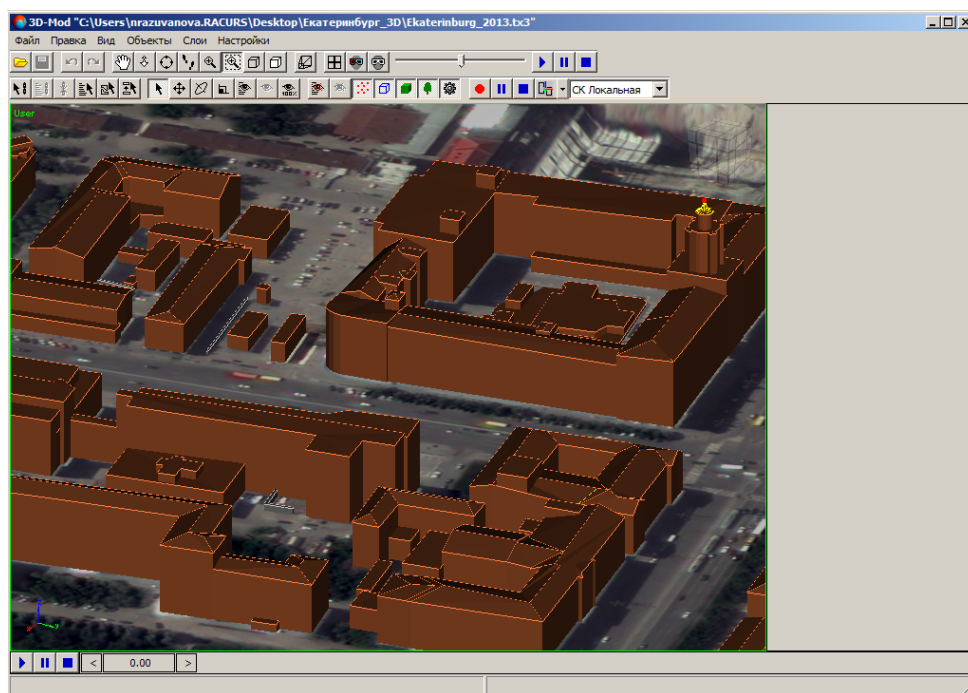 3D-Mod "C:\Users\nrazuvanova.RACURS\Desktop\Екатеринбург_3D\Ekaterinburg_2013.tx3"
Файл Правка Вид Объекты Слои Настройки
100%
СК Локальная
User
< 0.00 >